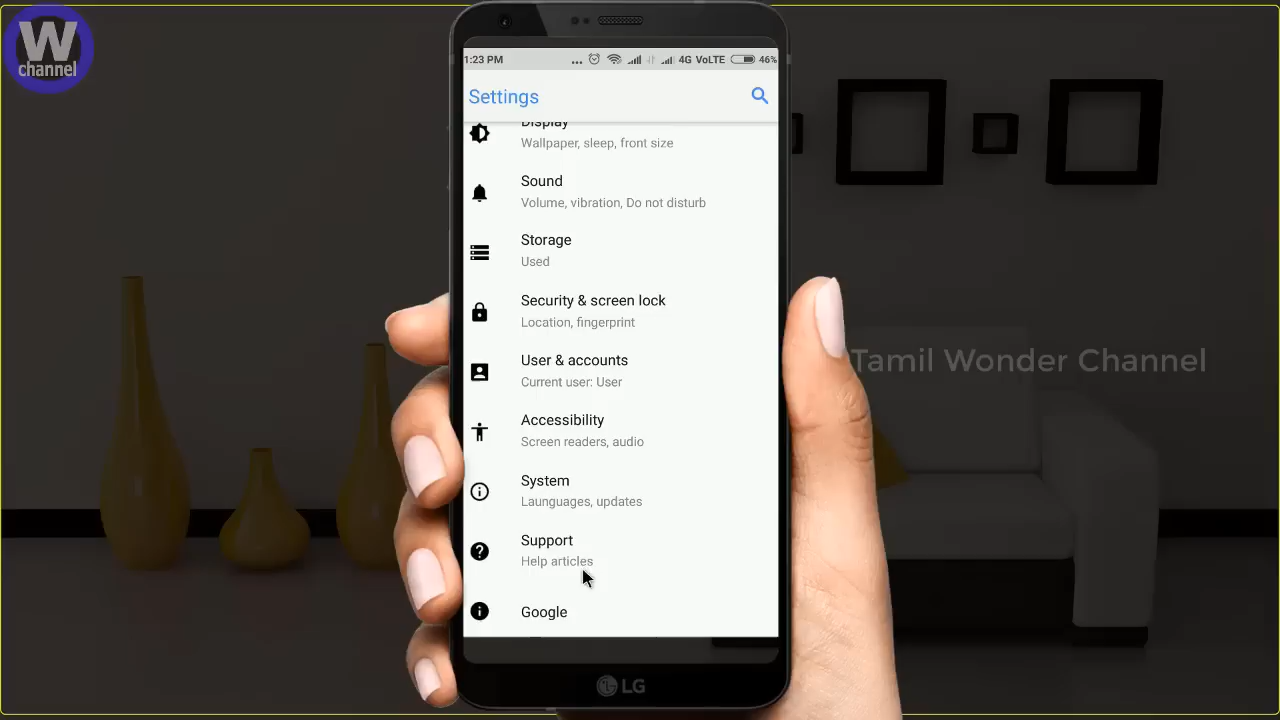 W
channel
1:23 PM
... 4G VoLTE 46%
Settings
Display
Wallpaper, sleep, front size
Sound
Volume, vibration, Do not disturb
Storage
Used
Security & screen lock
Location, fingerprint
User & accounts
Current user: User
Accessibility
Screen readers, audio
System
Launguages, updates
Support
Help articles
Google
Tamil Wonder Channel
LG